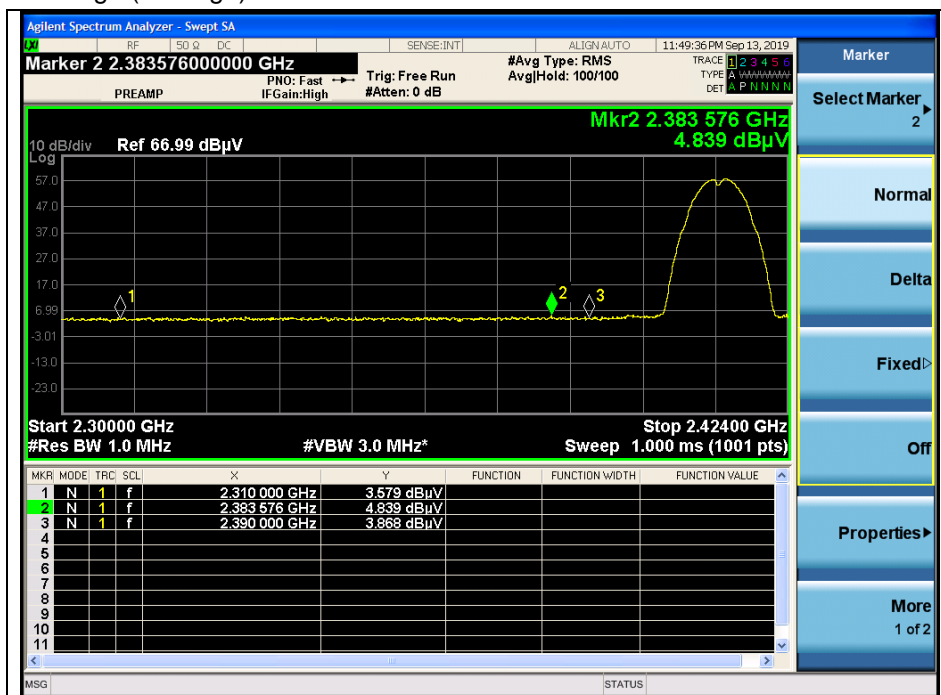 Agilent Spectrum Analyzer - Swept SA
LXI RF 50 Ω DC SENSE:INT ALIGN AUTO 11:49:36 PM Sep 13, 2019
Marker 2 2.383576000000 GHz
#Avg Type: RMS
TRACE 1 2 3 4 5 6
PNO: Fast Trig: Free Run Avg|Hold: 100/100
TYPE A
PREAMP IFGain:High #Atten: 0 dB
DET A P N N N N
Mkr2 2.383 576 GHz
4.839 dBµV
10 dB/div Ref 66.99 dBµV
Log
57.0
47.0
37.0
27.0
17.0
6.99
-3.01
-13.0
-23.0
1
2
3
Start 2.30000 GHz Stop 2.42400 GHz
#Res BW 1.0 MHz #VBW 3.0 MHz* Sweep 1.000 ms (1001 pts)
MKR MODE TRC SCL X Y FUNCTION FUNCTION WIDTH FUNCTION VALUE
1 N 1 f 2.310 000 GHz 3.579 dBµV
2 N 1 f 2.383 576 GHz 4.839 dBµV
3 N 1 f 2.390 000 GHz 3.868 dBµV
4
5
6
7
8
9
10
11
MSG STATUS
Marker
Select Marker
2
Normal
Delta
Fixed
Off
Properties
More
1 of 2